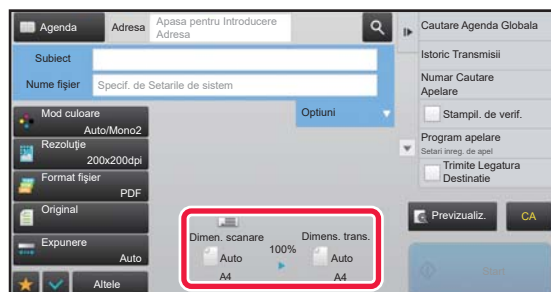 Agenda
Adresa
Apasa pentru Introducere
Adresa
Subiect
Nume fişier
Specif. de Setarile de sistem
Optiuni
Mod culoare
Auto/Mono2
Rezoluţie
200x200dpi
Format fişier
PDF
Original
Expunere
Auto
Altele
Dimen. scanare
100%
Dimens. trans.
Auto
A4
Auto
A4
Cautare Agenda Globala
Istoric Transmisii
Numar Cautare
Apelare
Stampil. de verif.
Program apelare
Setari inreg. de apel
Trimite Legatura
Destinatie
Previzualiz.
CA
Start